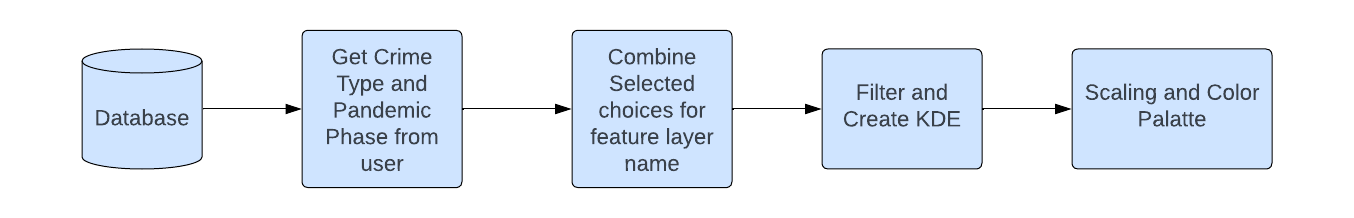 Database
Get Crime
Type and
Pandemic
Phase from
user
Combine
Selected
choices for
feature layer
name
Filter and
Create KDE
Scaling and Color
Palatte